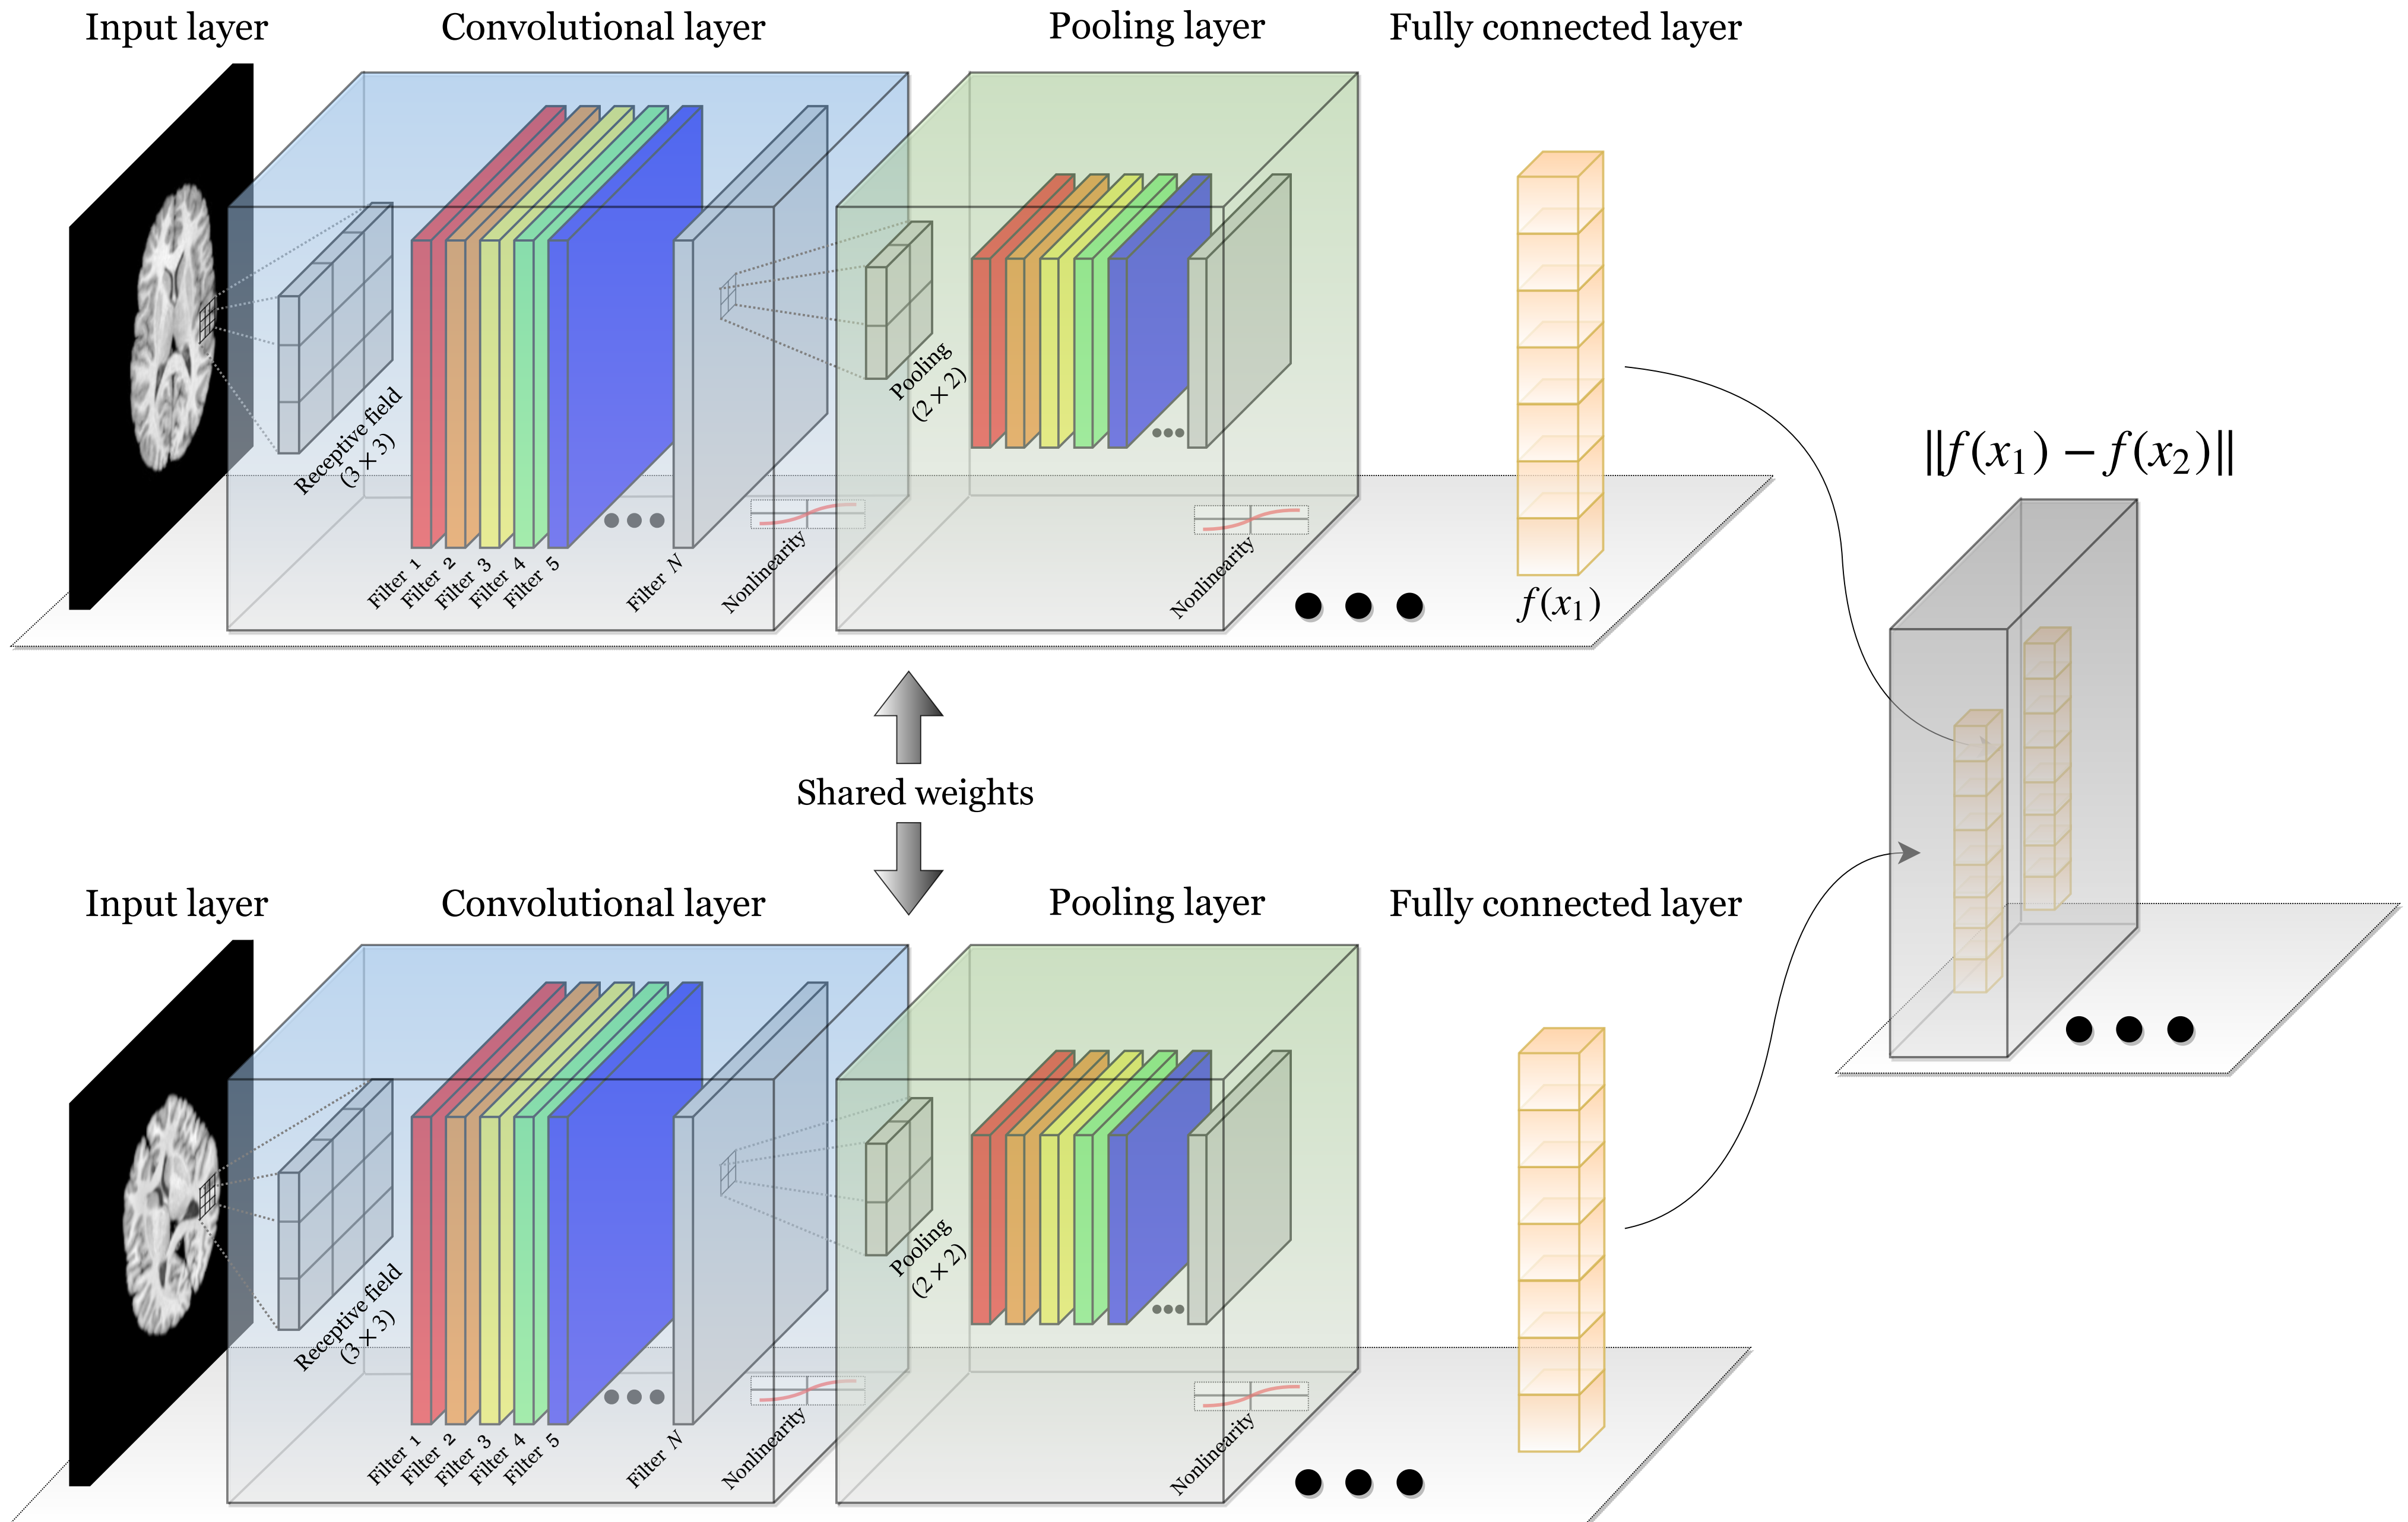 Input layer
Convolutional layer
Pooling layer
Fully connected layer
Receptive field
(3 × 3)
Filter 1
Filter 2
Filter 3
Filter 4
Filter 5
Filter N
Nonlinearity
Pooling
(2 × 2)
Nonlinearity
f(x₁)
‖f(x₁) − f(x₂)‖
Shared weights
Input layer
Convolutional layer
Pooling layer
Fully connected layer
Receptive field
(3 × 3)
Filter 1
Filter 2
Filter 3
Filter 4
Filter 5
Filter N
Nonlinearity
Pooling
(2 × 2)
Nonlinearity